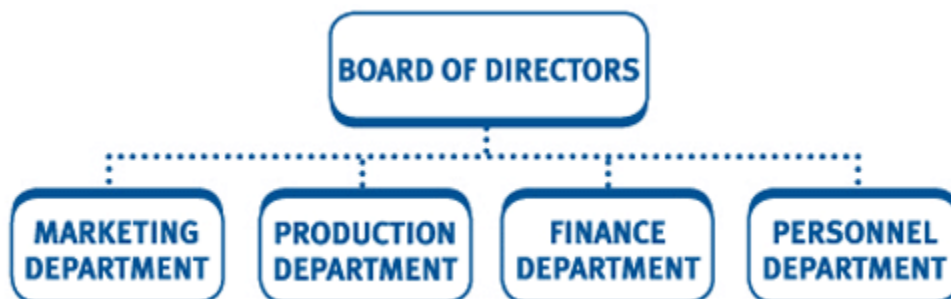 BOARD OF DIRECTORS
MARKETING
DEPARTMENT
PRODUCTION
DEPARTMENT
FINANCE
DEPARTMENT
PERSONNEL
DEPARTMENT